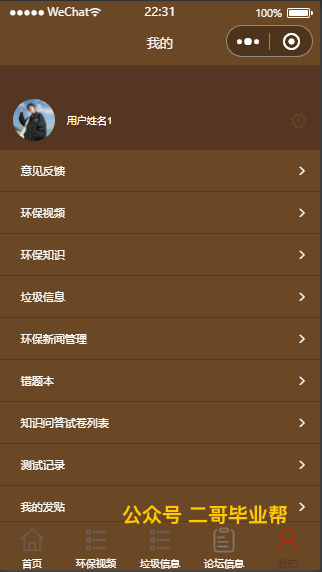 WeChat 22:31 100%
我的
用户姓名1
意见反馈
环保视频
环保知识
垃圾信息
环保新闻管理
错题本
知识问答试卷列表
测试记录
我的发贴
公众号 二哥毕业帮
首页 环保视频 垃圾信息 论坛信息 我的